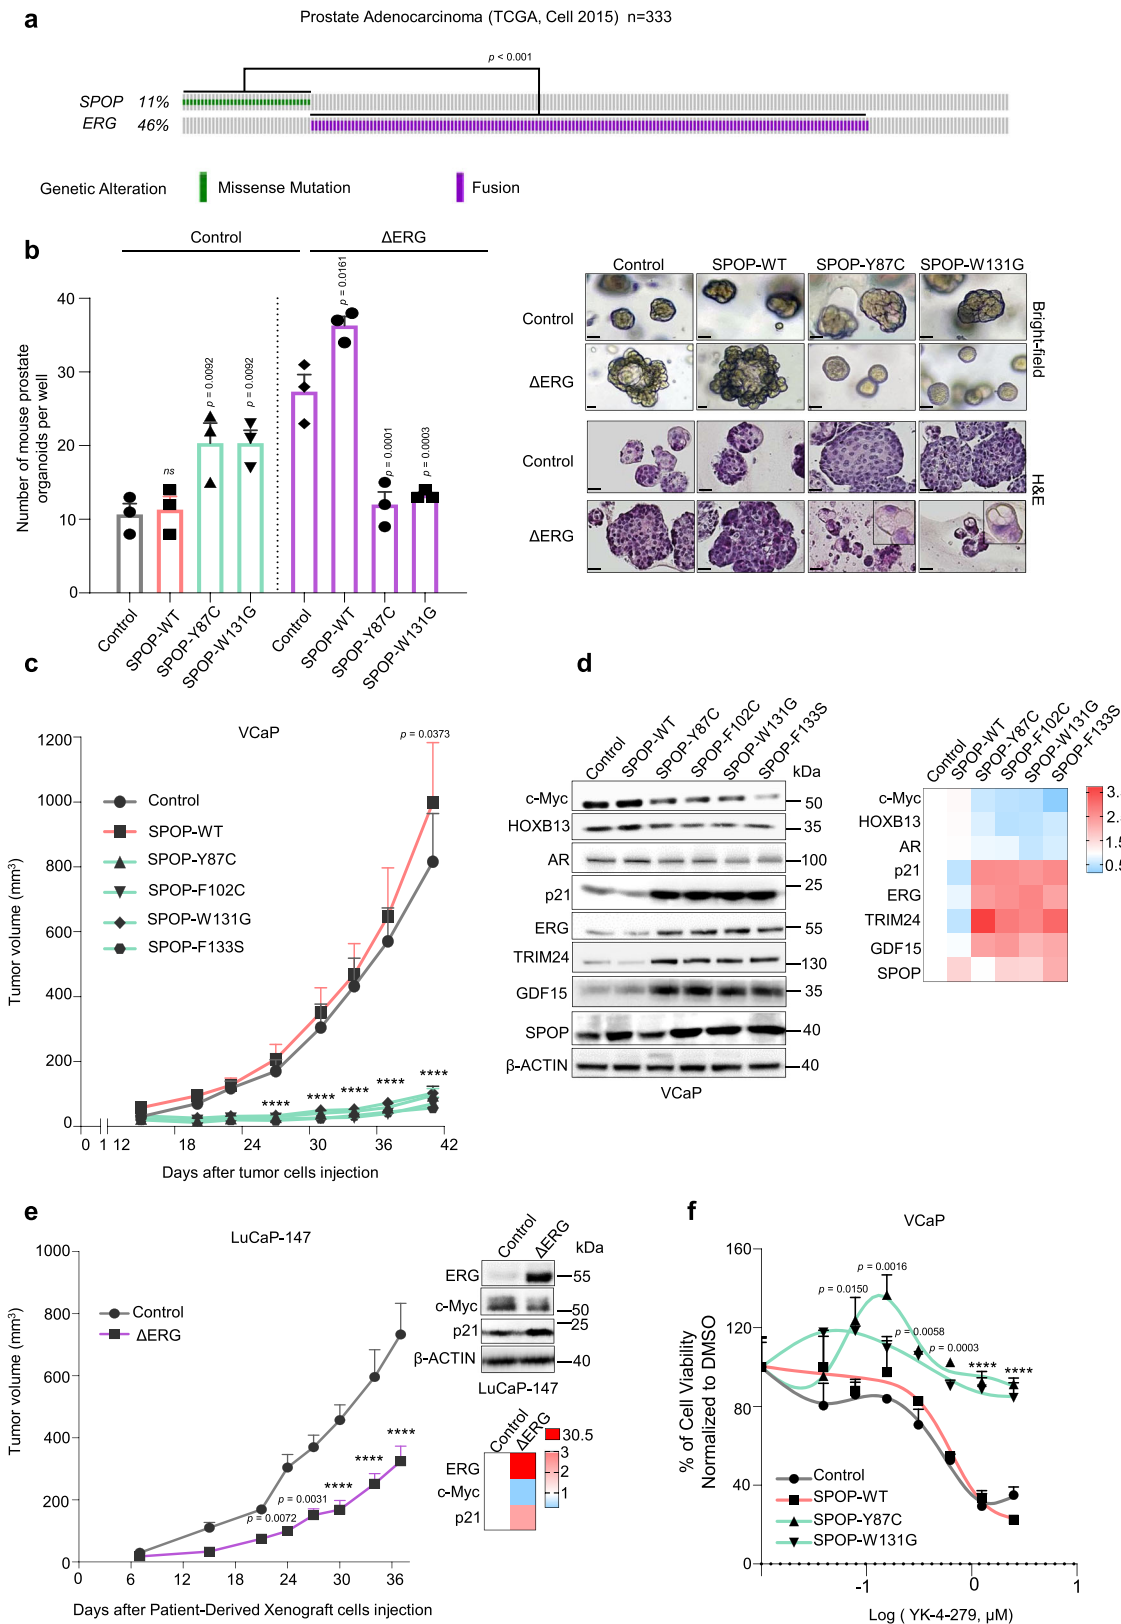 a
Prostate Adenocarcinoma (TCGA, Cell 2015) n=333
p < 0.001
SPOP 11%
ERG 46%
Genetic Alteration Missense Mutation Fusion
b
Control ΔERG
Number of mouse prostate
organoids per well
40
30
20
10
0
ns
p = 0.0092
p = 0.0092
p = 0.0161
p = 0.0001
p = 0.0003
Control SPOP-WT SPOP-Y87C SPOP-W131G Control SPOP-WT SPOP-Y87C SPOP-W131G
Control SPOP-WT SPOP-Y87C SPOP-W131G
Control
ΔERG
Bright-field
Control
ΔERG
H&E
c
VCaP
Tumor volume (mm³)
1200
1000
800
600
400
200
0
p = 0.0373
Control
SPOP-WT
SPOP-Y87C
SPOP-F102C
SPOP-W131G
SPOP-F133S
**** **** **** **** ****
0 1 12 18 24 30 36 42
Days after tumor cells injection
d
Control SPOP-WT SPOP-Y87C SPOP-F102C SPOP-W131G SPOP-F133S
kDa
c-Myc 50
HOXB13 35
AR 100
p21 25
ERG 55
TRIM24 130
GDF15 35
SPOP 40
β-ACTIN 40
VCaP
Control SPOP-WT SPOP-Y87C SPOP-F102C SPOP-W131G SPOP-F133S
c-Myc
HOXB13
AR
p21
ERG
TRIM24
GDF15
SPOP
3.5
2.5
1.5
0.5
e
LuCaP-147
Tumor volume (mm³)
1000
800
600
400
200
0
Control
ΔERG
p = 0.0072
p = 0.0031
**** **** ****
0 6 12 18 24 30 36
Days after Patient-Derived Xenograft cells injection
Control ΔERG
kDa
ERG 55
c-Myc 50
p21 25
β-ACTIN 40
LuCaP-147
Control ΔERG
ERG
c-Myc
p21
30.5
3
2
1
f
VCaP
% of Cell Viability
Normalized to DMSO
160
120
80
40
0
p = 0.0150
p = 0.0016
p = 0.0058
p = 0.0003
**** ****
Control
SPOP-WT
SPOP-Y87C
SPOP-W131G
-1 0 1
Log ( YK-4-279, µM)